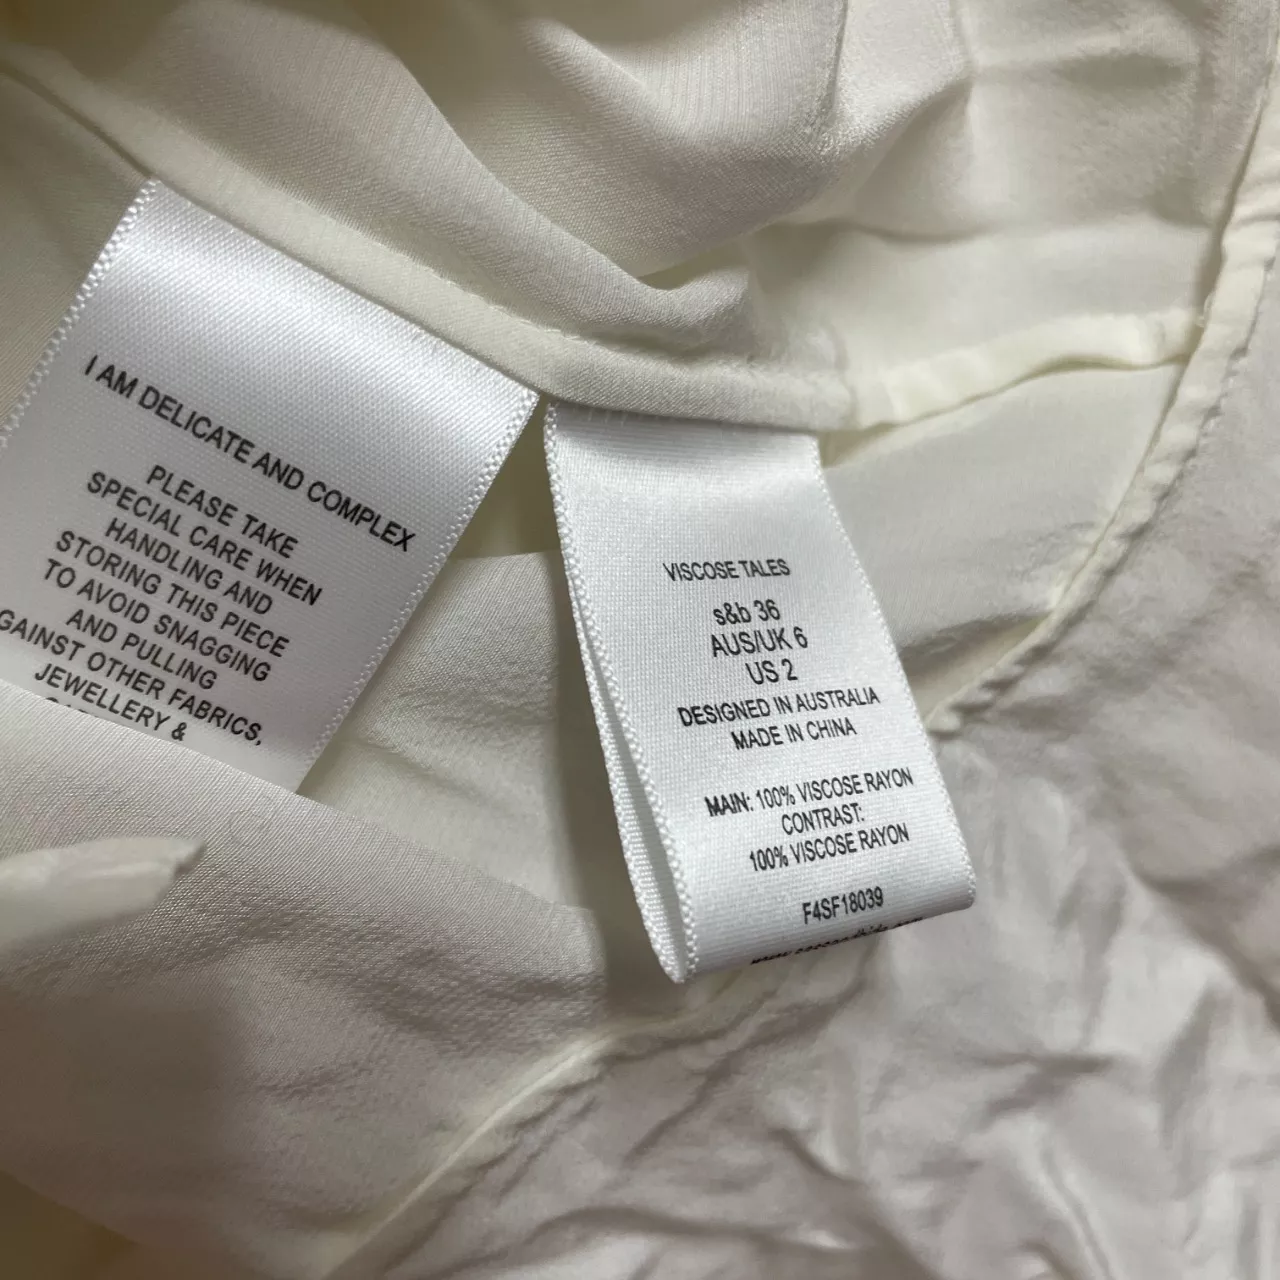 I AM DELICATE AND COMPLEX
PLEASE TAKE
SPECIAL CARE WHEN
HANDLING AND
STORING THIS PIECE
TO AVOID SNAGGING
AND PULLING
GAINST OTHER FABRICS,
JEWELLERY &
VISCOSE TALES
s&b 36
AUS/UK 6
US 2
DESIGNED IN AUSTRALIA
MADE IN CHINA
MAIN: 100% VISCOSE RAYON
CONTRAST:
100% VISCOSE RAYON
F4SF18039